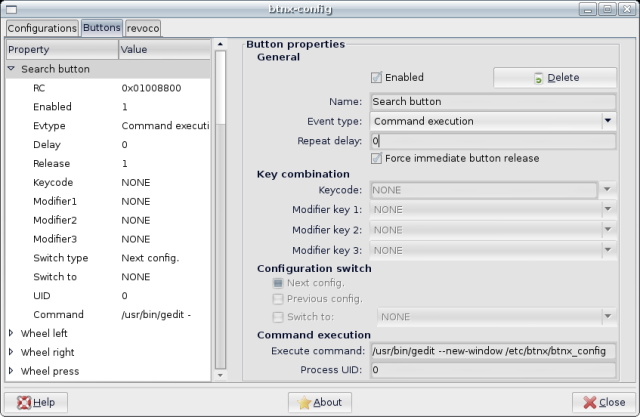 btnx-config
Configurations Buttons revoco
Property Value
Search button
RC 0x01008800
Enabled 1
Evtype Command executi
Delay 0
Release 1
Keycode NONE
Modifier1 NONE
Modifier2 NONE
Modifier3 NONE
Switch type Next config.
Switch to NONE
UID 0
Command /usr/bin/gedit -
Wheel left
Wheel right
Wheel press
Button properties
General
Enabled Delete
Name: Search button
Event type: Command execution
Repeat delay: 0
Force immediate button release
Key combination
Keycode: NONE
Modifier key 1: NONE
Modifier key 2: NONE
Modifier key 3: NONE
Configuration switch
Next config.
Previous config.
Switch to: NONE
Command execution
Execute command: /usr/bin/gedit --new-window /etc/btnx/btnx_config
Process UID: 0
Help About Close